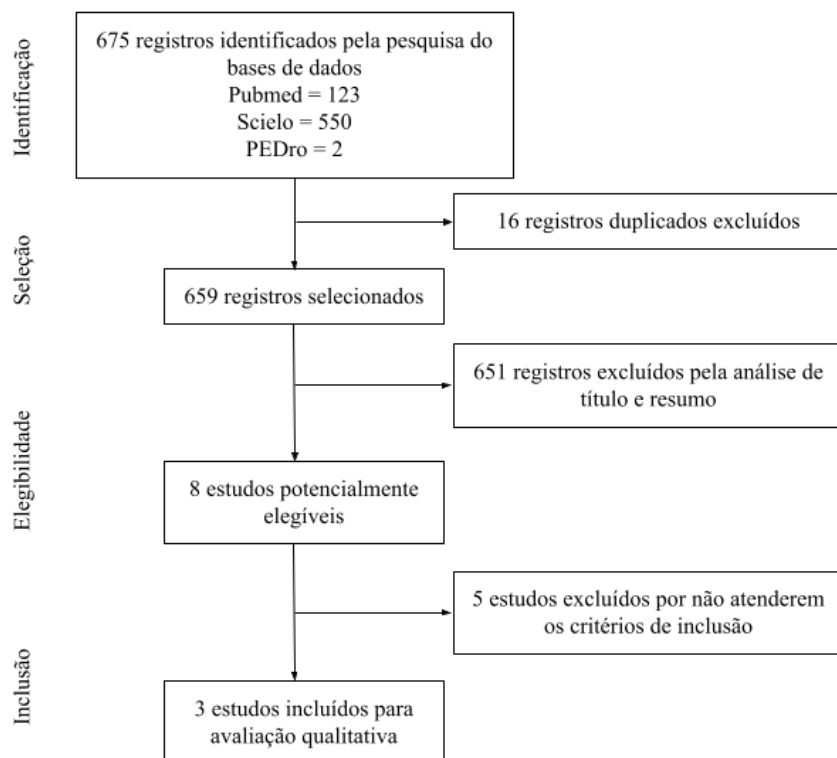 Identificação
675 registros identificados pela pesquisa do
bases de dados
Pubmed = 123
Scielo = 550
PEDro = 2
16 registros duplicados excluídos
Seleção
659 registros selecionados
651 registros excluídos pela análise de
título e resumo
Elegibilidade
8 estudos potencialmente
elegíveis
5 estudos excluídos por não atenderem
os critérios de inclusão
Inclusão
3 estudos incluídos para
avaliação qualitativa